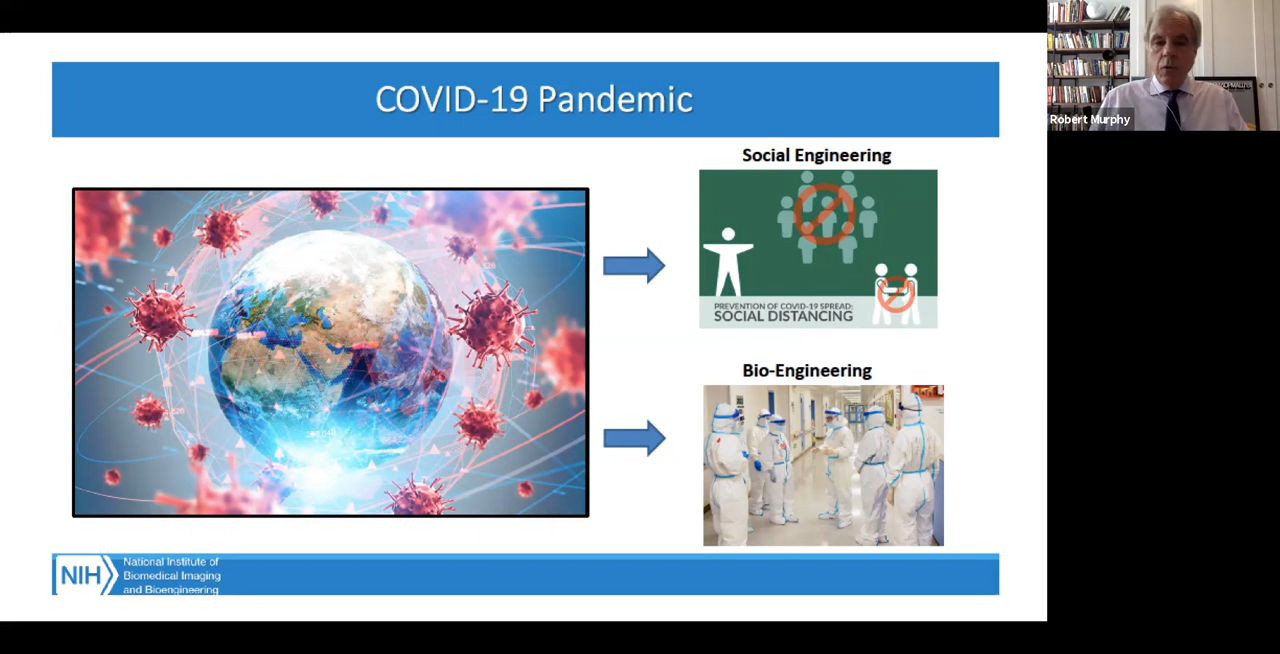 COVID-19 Pandemic
Robert Murphy
Social Engineering
PREVENTION OF COVID-19 SPREAD:
SOCIAL DISTANCING
Bio-Engineering
NIH
National Institute of
Biomedical Imaging
and Bioengineering